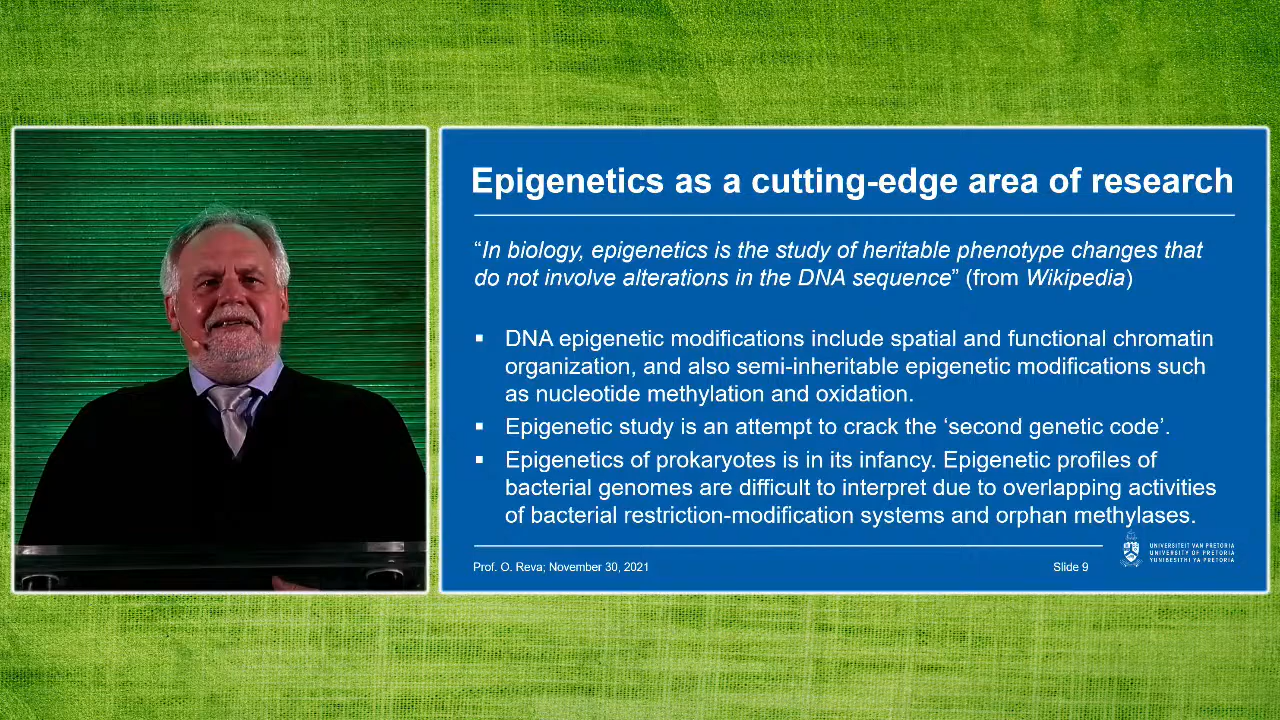 Epigenetics as a cutting-edge area of research
“In biology, epigenetics is the study of heritable phenotype changes that
do not involve alterations in the DNA sequence” (from Wikipedia)
▪ DNA epigenetic modifications include spatial and functional chromatin
organization, and also semi-inheritable epigenetic modifications such
as nucleotide methylation and oxidation.
▪ Epigenetic study is an attempt to crack the ‘second genetic code’.
▪ Epigenetics of prokaryotes is in its infancy. Epigenetic profiles of
bacterial genomes are difficult to interpret due to overlapping activities
of bacterial restriction-modification systems and orphan methylases.
UNIVERSITEIT VAN PRETORIA
UNIVERSITY OF PRETORIA
YUNIBESITHI YA PRETORIA
Prof. O. Reva; November 30, 2021
Slide 9